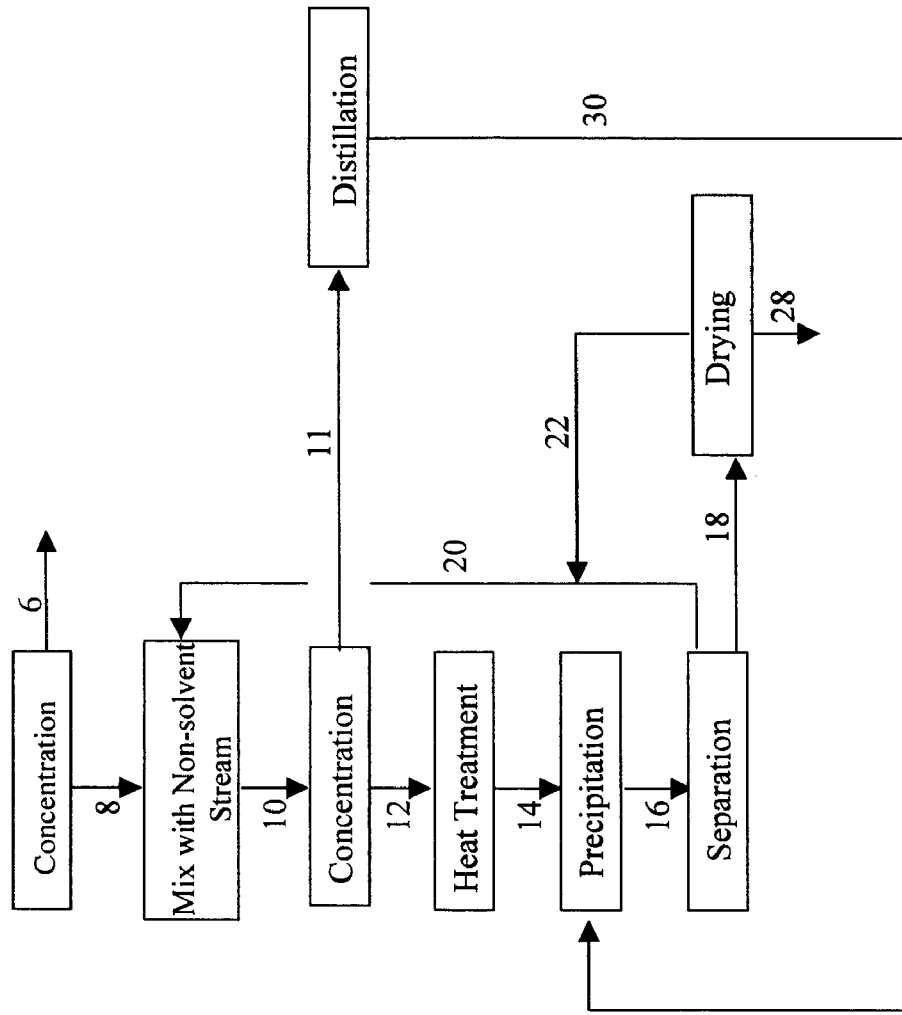 Concentration
6
8
Mix with Non-solvent
Stream
10
Concentration
11
Distillation
12
Heat Treatment
14
Precipitation
16
Separation
18
20
22
Drying
28
30